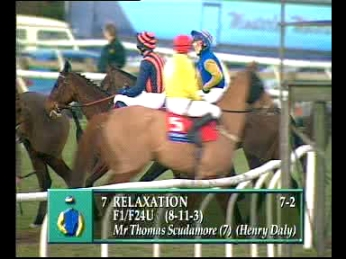 5
7 RELAXATION 7-2
F1/F24U (8-11-3)
Mr Thomas Scudamore (7) (Henry Daly)